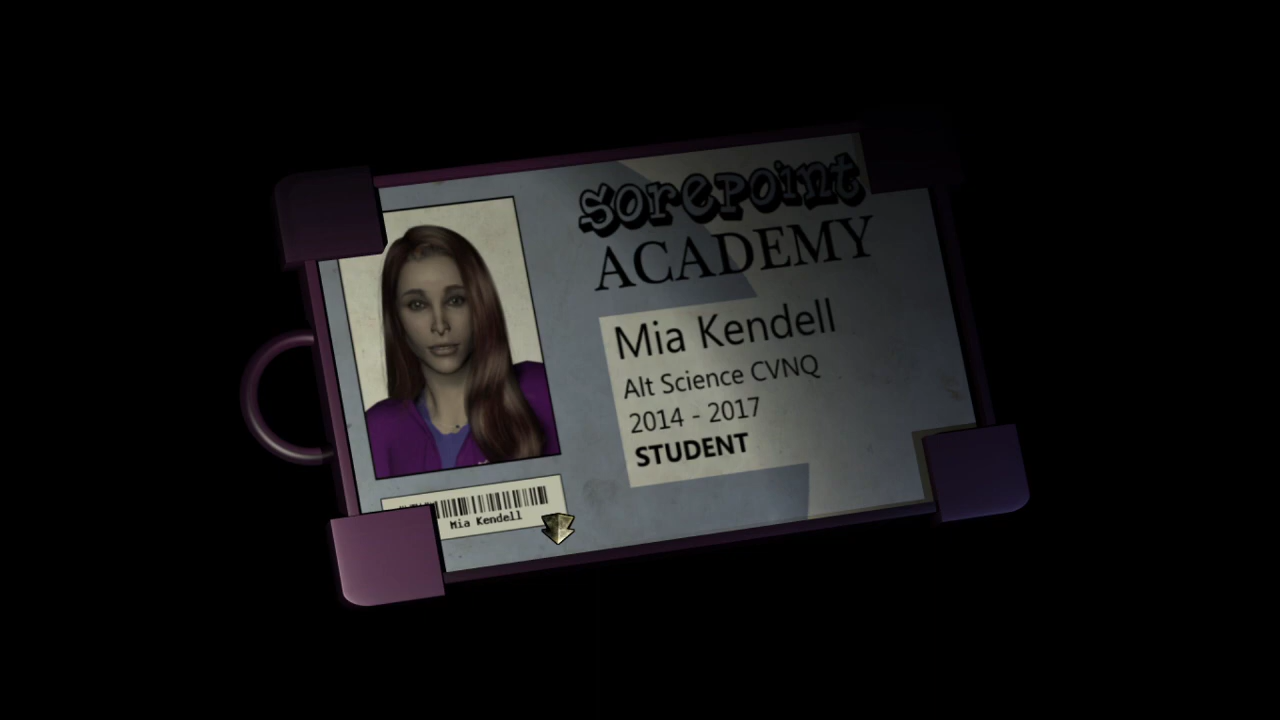 Sorepoint
ACADEMY
Mia Kendell
Alt Science CVNQ
2014 - 2017
STUDENT
Mia Kendell